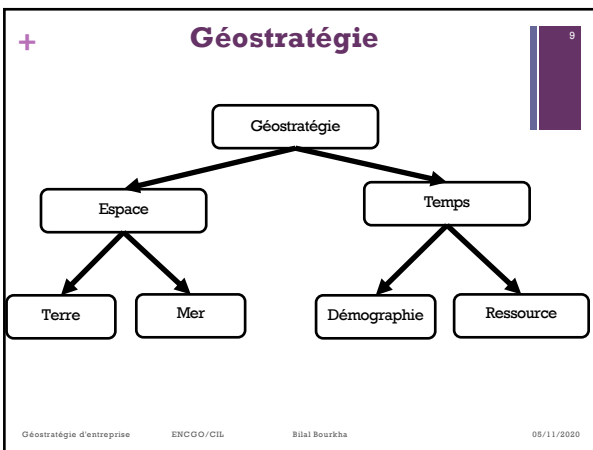 + Géostratégie
9
Géostratégie
Espace
Temps
Terre
Mer
Démographie
Ressource
Géostratégie d'entreprise ENCGO/CIL Bilal Bourkha 05/11/2020